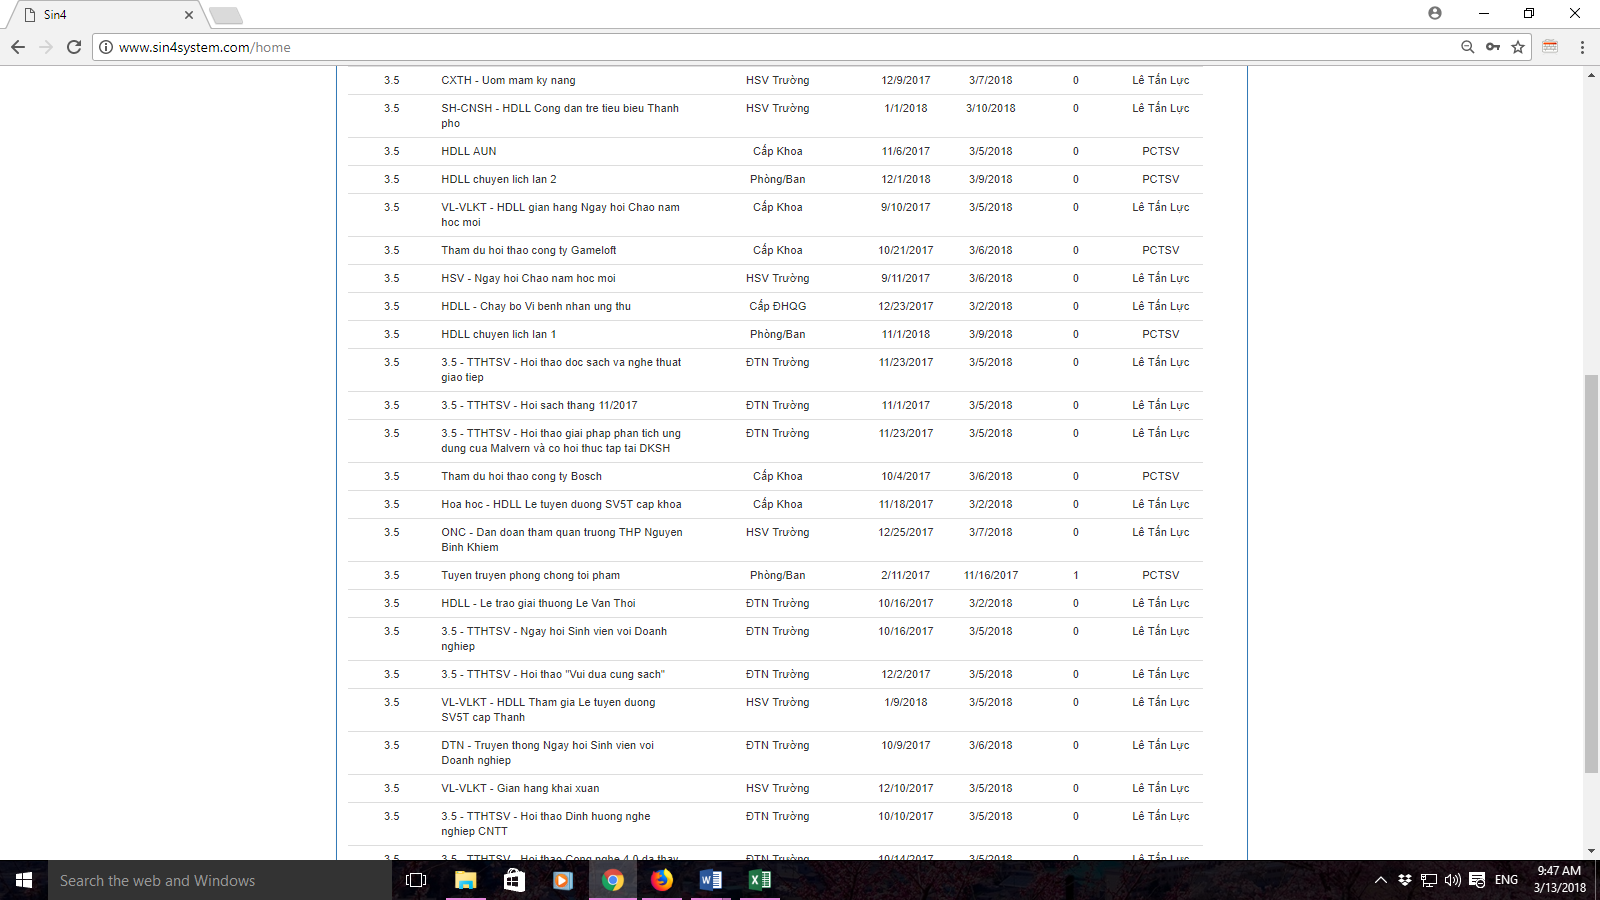 Sin4
www.sin4system.com/home
3.5 CXTH - Uom mam ky nang HSV Trường 12/9/2017 3/7/2018 0 Lê Tấn Lực
3.5 SH-CNSH - HDLL Cong dan tre tieu bieu Thanh HSV Trường 1/1/2018 3/10/2018 0 Lê Tấn Lực
pho
3.5 HDLL AUN Cấp Khoa 11/6/2017 3/5/2018 0 PCTSV
3.5 HDLL chuyen lich lan 2 Phòng/Ban 12/1/2018 3/9/2018 0 PCTSV
3.5 VL-VLKT - HDLL gian hang Ngay hoi Chao nam Cấp Khoa 9/10/2017 3/5/2018 0 Lê Tấn Lực
hoc moi
3.5 Tham du hoi thao cong ty Gameloft Cấp Khoa 10/21/2017 3/6/2018 0 PCTSV
3.5 HSV - Ngay hoi Chao nam hoc moi HSV Trường 9/11/2017 3/6/2018 0 Lê Tấn Lực
3.5 HDLL - Chay bo Vi benh nhan ung thu Cấp ĐHQG 12/23/2017 3/2/2018 0 Lê Tấn Lực
3.5 HDLL chuyen lich lan 1 Phòng/Ban 11/1/2018 3/9/2018 0 PCTSV
3.5 3.5 - TTHTSV - Hoi thao doc sach va nghe thuat ĐTN Trường 11/23/2017 3/5/2018 0 Lê Tấn Lực
giao tiep
3.5 3.5 - TTHTSV - Hoi sach thang 11/2017 ĐTN Trường 11/1/2017 3/5/2018 0 Lê Tấn Lực
3.5 3.5 - TTHTSV - Hoi thao giai phap phan tich ung ĐTN Trường 11/23/2017 3/5/2018 0 Lê Tấn Lực
dung cua Malvern và co hoi thuc tap tai DKSH
3.5 Tham du hoi thao cong ty Bosch Cấp Khoa 10/4/2017 3/6/2018 0 PCTSV
3.5 Hoa hoc - HDLL Le tuyen duong SV5T cap khoa Cấp Khoa 11/18/2017 3/2/2018 0 Lê Tấn Lực
3.5 ONC - Dan doan tham quan truong THP Nguyen HSV Trường 12/25/2017 3/7/2018 0 Lê Tấn Lực
Binh Khiem
3.5 Tuyen truyen phong chong toi pham Phòng/Ban 2/11/2017 11/16/2017 1 PCTSV
3.5 HDLL - Le trao giai thuong Le Van Thoi ĐTN Trường 10/16/2017 3/2/2018 0 Lê Tấn Lực
3.5 3.5 - TTHTSV - Ngay hoi Sinh vien voi Doanh ĐTN Trường 10/16/2017 3/5/2018 0 Lê Tấn Lực
nghiep
3.5 3.5 - TTHTSV - Hoi thao "Vui dua cung sach" ĐTN Trường 12/2/2017 3/5/2018 0 Lê Tấn Lực
3.5 VL-VLKT - HDLL Tham gia Le tuyen duong HSV Trường 1/9/2018 3/5/2018 0 Lê Tấn Lực
SV5T cap Thanh
3.5 DTN - Truyen thong Ngay hoi Sinh vien voi ĐTN Trường 10/9/2017 3/6/2018 0 Lê Tấn Lực
Doanh nghiep
3.5 VL-VLKT - Gian hang khai xuan HSV Trường 12/10/2017 3/5/2018 0 Lê Tấn Lực
3.5 3.5 - TTHTSV - Hoi thao Dinh huong nghe ĐTN Trường 10/10/2017 3/5/2018 0 Lê Tấn Lực
nghiep CNTT
3.5 3.5 - TTHTSV - Hoi thao Cong nghe 4.0 da thay ĐTN Trường 10/14/2017 3/5/2018 0 Lê Tấn Lực
Search the web and Windows
ENG
9:47 AM
3/13/2018